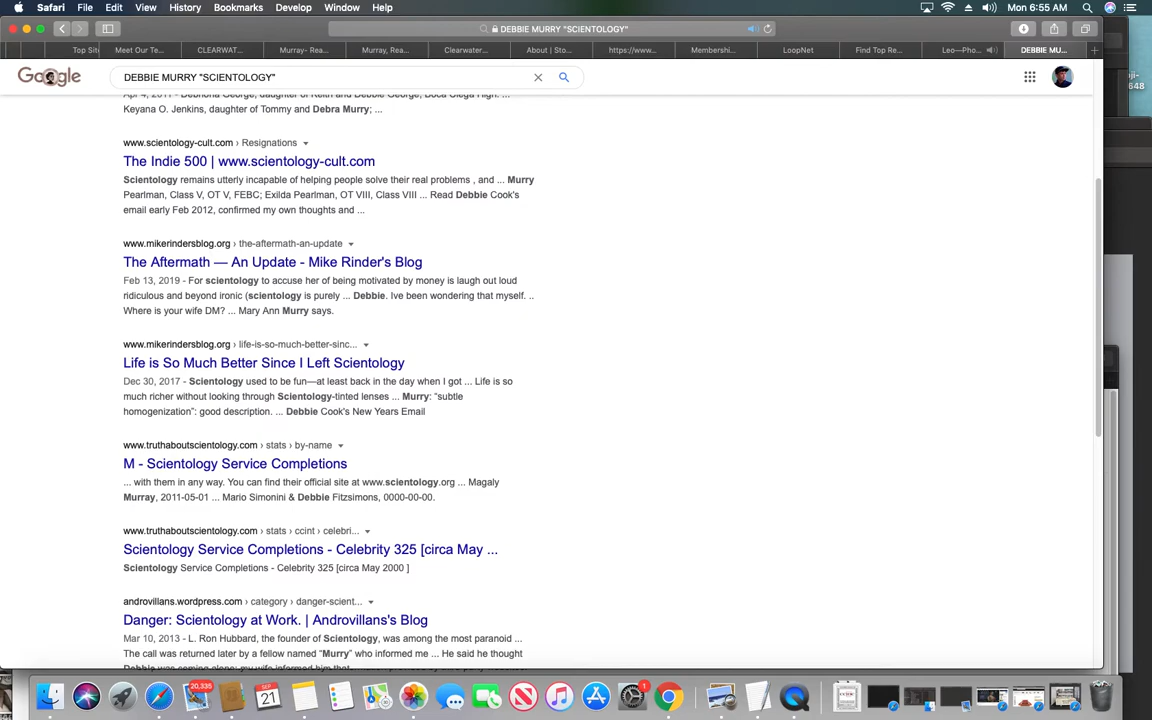 Safari File Edit View History Bookmarks Develop Window Help Mon 6:55 AM
DEBBIE MURRY "SCIENTOLOGY"
Top Sit Meet Our Te... CLEARWAT... Murray- Rea... Murray, Rea... Clearwater... About | Sto... https://www... Membershi... LoopNet Find Top Re... Leo—Pho... DEBBIE MU...
Google DEBBIE MURRY "SCIENTOLOGY"
Keyana O. Jenkins, daughter of Tommy and Debra Murry; ...
www.scientology-cult.com › Resignations
The Indie 500 | www.scientology-cult.com
Scientology remains utterly incapable of helping people solve their real problems , and ... Murry
Pearlman, Class V, OT V, FEBC; Exilda Pearlman, OT VIII, Class VIII ... Read Debbie Cook's
email early Feb 2012, confirmed my own thoughts and ...
www.mikerindersblog.org › the-aftermath-an-update
The Aftermath — An Update - Mike Rinder's Blog
Feb 13, 2019 - For scientology to accuse her of being motivated by money is laugh out loud
ridiculous and beyond ironic (scientology is purely ... Debbie. Ive been wondering that myself. ..
Where is your wife DM? ... Mary Ann Murry says.
www.mikerindersblog.org › life-is-so-much-better-sinc...
Life is So Much Better Since I Left Scientology
Dec 30, 2017 - Scientology used to be fun—at least back in the day when I got ... Life is so
much richer without looking through Scientology-tinted lenses ... Murry: “subtle
homogenization”: good description. ... Debbie Cook's New Years Email
www.truthaboutscientology.com › stats › by-name
M - Scientology Service Completions
... with them in any way. You can find their official site at www.scientology.org ... Magaly
Murray, 2011-05-01 ... Mario Simonini & Debbie Fitzsimons, 0000-00-00.
www.truthaboutscientology.com › stats › ccint › celebri...
Scientology Service Completions - Celebrity 325 [circa May ...
Scientology Service Completions - Celebrity 325 [circa May 2000 ]
androvillans.wordpress.com › category › danger-scient...
Danger: Scientology at Work. | Androvillans's Blog
Mar 10, 2013 - L. Ron Hubbard, the founder of Scientology, was among the most paranoid ...
The call was returned later by a fellow named “Murry” who informed me ... He said he thought
20,335
SEP
21
1